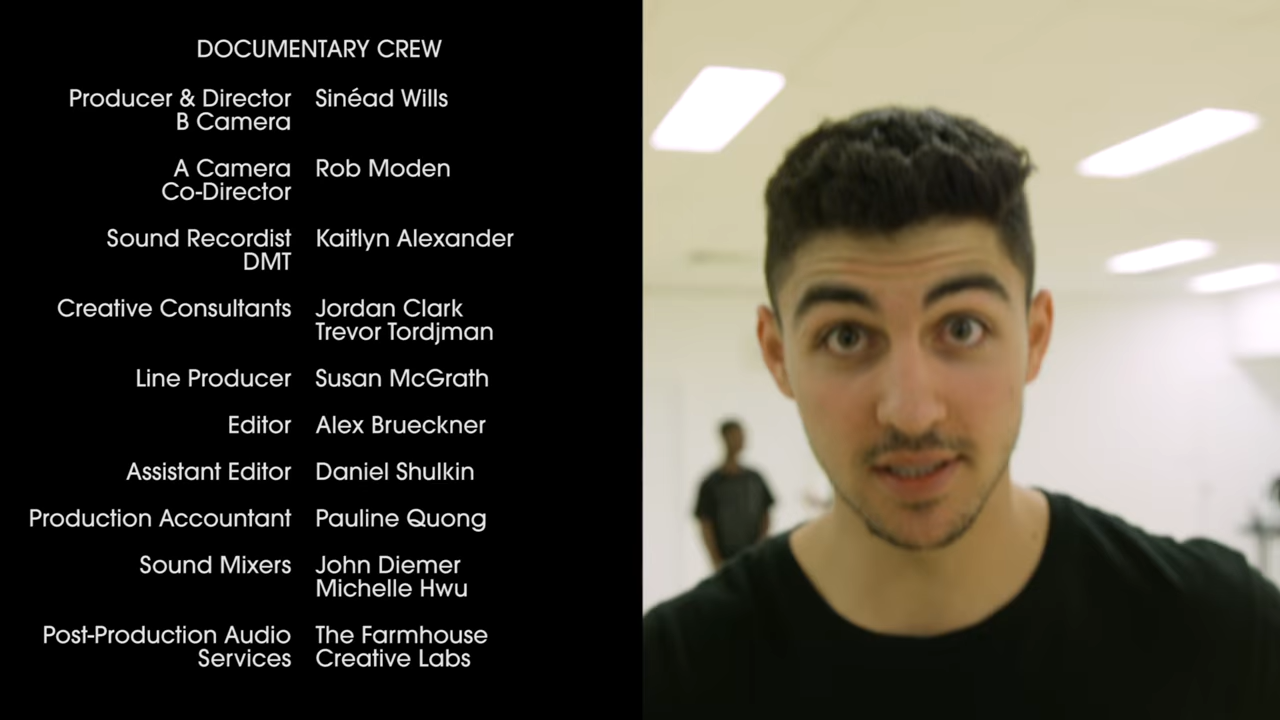 DOCUMENTARY CREW
Producer & Director Sinéad Wills
B Camera
A Camera Rob Moden
Co-Director
Sound Recordist Kaitlyn Alexander
DMT
Creative Consultants Jordan Clark
Trevor Tordjman
Line Producer Susan McGrath
Editor Alex Brueckner
Assistant Editor Daniel Shulkin
Production Accountant Pauline Quong
Sound Mixers John Diemer
Michelle Hwu
Post-Production Audio The Farmhouse
Services Creative Labs